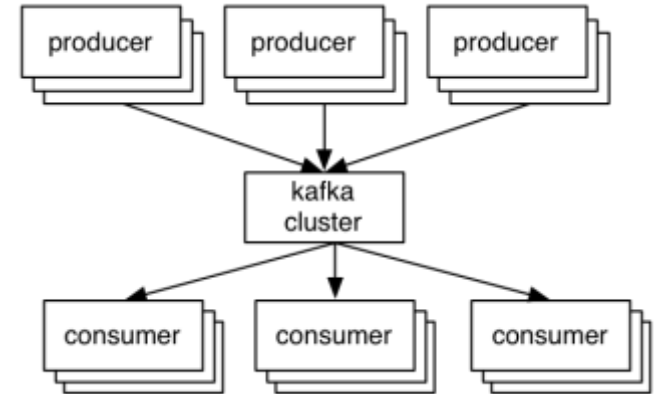 producer
producer
producer
kafka
cluster
consumer
consumer
consumer